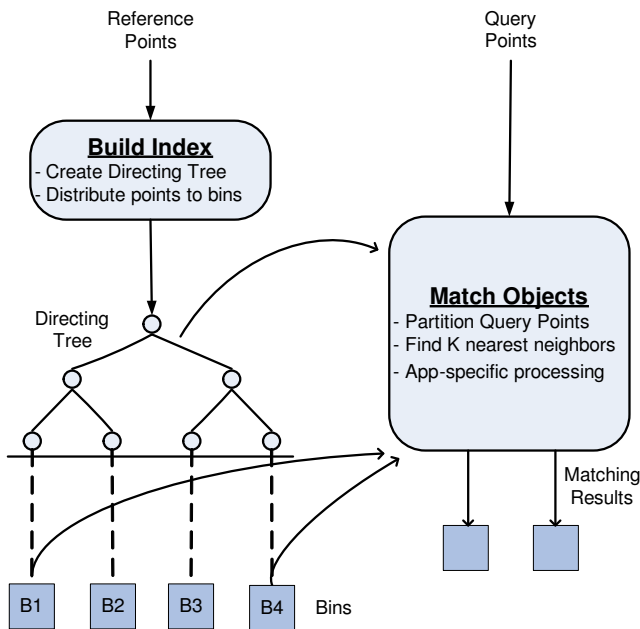 Reference
Points
Query
Points
Build Index
- Create Directing Tree
- Distribute points to bins
Directing
Tree
Match Objects
- Partition Query Points
- Find K nearest neighbors
- App-specific processing
Matching
Results
B1
B2
B3
B4
Bins